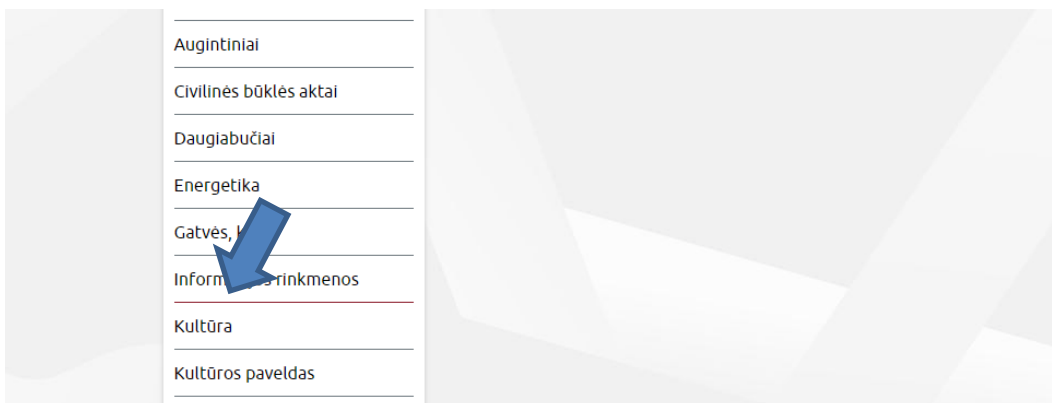 Augintiniai
Civilinės būklės aktai
Daugiabučiai
Energetika
Gatvės,
rinkmenos
Kultūra
Kultūros paveldas